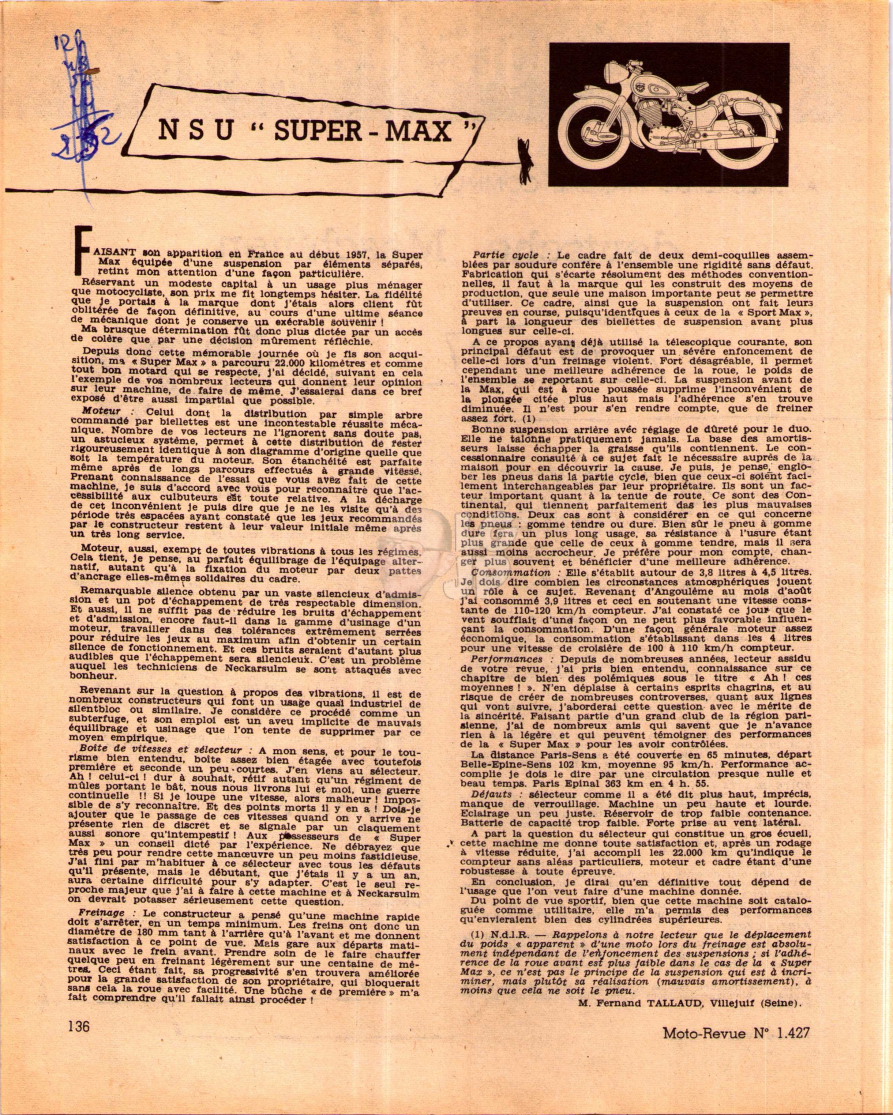 N S U “ SUPER - MAX ”
FAISANT son apparition en France au début 1957, la Super
Max équipée d'une suspension par éléments séparés,
retint mon attention d'une façon particulière.
Réservant un modeste capital à un usage plus ménager
que motocycliste, son prix me fit longtemps hésiter. La fidélité
que je portais à la marque dont j'étais alors client fût
oblitérée de façon définitive, au cours d'une ultime séance
de mécanique dont je conserve un exécrable souvenir !
Ma brusque détermination fût donc plus dictée par un accès
de colère que par une décision mûrement réfléchie.
Depuis donc cette mémorable journée où je fis son acqui-
sition, ma « Super Max » a parcouru 22.000 kilomètres et comme
tout bon motard qui se respecte, j'ai décidé, suivant en cela
l'exemple de vos nombreux lecteurs qui donnent leur opinion
sur leur machine, de faire de même. J'essaierai dans ce bref
exposé d'être aussi impartial que possible.
Moteur : Celui dont la distribution par simple arbre
commandé par biellettes est une incontestable réussite méca-
nique. Nombre de vos lecteurs ne l'ignorent sans doute pas,
un astucieux système, permet à cette distribution de rester
rigoureusement identique à son diagramme d'origine quelle que
soit la température du moteur. Son étanchéité est parfaite
même après de longs parcours effectués à grande vitesse.
Prenant connaissance de l'essai que vous avez fait de cette
machine, je suis d'accord avec vous pour reconnaître que l'ac-
cessibilité aux culbuteurs est toute relative. A la décharge
de cet inconvénient je puis dire que je ne les visite qu'à des
période très espacées ayant constaté que les jeux recommandés
par le constructeur restent à leur valeur initiale même après
un très long service.
Moteur, aussi, exempt de toutes vibrations à tous les régimes.
Cela tient, je pense, au parfait équilibrage de l'équipage alter-
natif, autant qu'à la fixation du moteur par deux pattes
d'ancrage elles-mêmes solidaires du cadre.
Remarquable silence obtenu par un vaste silencieux d'admis-
sion et un pot d'échappement de très respectable dimension.
Et aussi, il ne suffit pas de réduire les bruits d'échappement
et d'admission, encore faut-il dans la gamme d'usinage d'un
moteur, travailler dans des tolérances extrêmement serrées
pour réduire les jeux au maximum afin d'obtenir un certain
silence de fonctionnement. Et ces bruits seraient d'autant plus
audibles que l'échappement sera silencieux. C'est un problème
auquel les techniciens de Neckarsulm se sont attaqués avec
bonheur.
Revenant sur la question à propos des vibrations, il est de
nombreux constructeurs qui font un usage quasi industriel de
silentbloc ou similaire. Je considère ce procédé comme un
subterfuge, et son emploi est un aveu implicite de mauvais
équilibrage et usinage que l'on tente de supprimer par ce
moyen empirique.
Boîte de vitesses et sélecteur : A mon sens, et pour le tou-
risme bien entendu, boîte assez bien étagée avec toutefois
première et seconde un peu courtes. J'en viens au sélecteur.
Ah ! celui-ci ! dur à souhait, rétif autant qu'un régiment de
mûles portant le bât, nous nous livrons lui et moi, une guerre
continuelle !! Si je loupe une vitesse, alors malheur ! impos-
sible de s'y reconnaître. Et des points morts il y en a ! Dois-je
ajouter que le passage de ces vitesses quand on y arrive ne
présente rien de discret et se signale par un claquement
aussi sonore qu'intempestif ! Aux possesseurs de « Super
Max » un conseil dicté par l'expérience. Ne débrayez que
très peu pour rendre cette manœuvre un peu moins fastidieuse.
J'ai fini par m'habituer à ce sélecteur avec tous les défauts
qu'il présente, mais le débutant, que j'étais il y a un an,
aura certaine difficulté pour s'y adapter. C'est le seul re-
proche majeur que j'ai à faire à cette machine et à Neckarsulm
on devrait potasser sérieusement cette question.
Freinage : Le constructeur a pensé qu'une machine rapide
doit s'arrêter, en un temps minimum. Les freins ont donc un
diamètre de 180 mm tant à l'arrière qu'à l'avant et me donnent
satisfaction à ce point de vue. Mais gare aux départs mati-
naux avec le frein avant. Prendre soin de le faire chauffer
quelque peu en freinant légèrement sur une centaine de mè-
tres. Ceci étant fait, sa progressivité s'en trouvera améliorée
pour la grande satisfaction de son propriétaire, qui bloquerait
sans cela la roue avec facilité. Une bûche « de première » m'a
fait comprendre qu'il fallait ainsi procéder !
Partie cycle : Le cadre fait de deux demi-coquilles assem-
blées par soudure confère à l'ensemble une rigidité sans défaut.
Fabrication qui s'écarte résolument des méthodes convention-
nelles, il faut à la marque qui les construit des moyens de
production, que seule une maison importante peut se permettre
d'utiliser. Ce cadre, ainsi que la suspension ont fait leurs
preuves en course, puisqu'identiques à ceux de la « Sport Max »,
à part la longueur des biellettes de suspension avant plus
longues sur celle-ci.
A ce propos ayant déjà utilisé la télescopique courante, son
principal défaut est de provoquer un sévère enfoncement de
celle-ci lors d'un freinage violent. Fort désagréable, il permet
cependant une meilleure adhérence de la roue, le poids de
l'ensemble se reportant sur celle-ci. La suspension avant de
la Max, qui est à roue poussée supprime l'inconvénient de
la plongée citée plus haut mais l'adhérence s'en trouve
diminuée. Il n'est pour s'en rendre compte, que de freiner
assez fort. (1)
Bonne suspension arrière avec réglage de dûreté pour le duo.
Elle ne talonne pratiquement jamais. La base des amortis-
seurs laisse échapper la graisse qu'ils contiennent. Le con-
cessionnaire consulté à ce sujet fait le nécessaire auprès de la
maison pour en découvrir la cause. Je puis, je pense, englo-
ber les pneus dans la partie cycle, bien que ceux-ci soient faci-
lement interchangeables par leur propriétaire. Ils sont un fac-
teur important quant à la tenue de route. Ce sont des Con-
tinental, qui tiennent parfaitement dans les plus mauvaises
conditions. Deux cas sont à considérer en ce qui concerne
les pneus : gomme tendre ou dure. Bien sûr le pneu à gomme
dure fera un plus long usage, sa résistance à l'usure étant
plus grande que celle de ceux à gomme tendre, mais il sera
aussi moins accrocheur. Je préfère pour mon compte, chan-
ger plus souvent et bénéficier d'une meilleure adhérence.
Consommation : Elle s'établit autour de 3,8 litres à 4,5 litres.
Je dois dire combien les circonstances atmosphériques jouent
un rôle à ce sujet. Revenant d'Angoulême au mois d'août
j'ai consommé 3,9 litres et ceci en soutenant une vitesse cons-
tante de 110-120 km/h compteur. J'ai constaté ce jour que le
vent soufflait d'une façon on ne peut plus favorable influen-
çant la consommation. D'une façon générale moteur assez
économique, la consommation s'établissant dans les 4 litres
pour une vitesse de croisière de 100 à 110 km/h compteur.
Performances : Depuis de nombreuses années, lecteur assidu
de votre revue, j'ai pris bien entendu, connaissance sur ce
chapitre de bien des polémiques sous le titre « Ah ! ces
moyennes ! ». N'en déplaise à certains esprits chagrins, et au
risque de créer de nombreuses controverses, quant aux lignes
qui vont suivre, j'aborderai cette question avec le mérite de
la sincérité. Faisant partie d'un grand club de la région pari-
sienne, j'ai de nombreux amis qui savent que je n'avance
rien à la légère et qui peuvent témoigner des performances
de la « Super Max » pour les avoir contrôlées.
La distance Paris-Sens a été couverte en 65 minutes, départ
Belle-Epine-Sens 102 km, moyenne 95 km/h. Performance ac-
complie je dois le dire par une circulation presque nulle et
beau temps. Paris Epinal 363 km en 4 h. 55.
Défauts : sélecteur comme il a été dit plus haut, imprécis,
manque de verrouillage. Machine un peu haute et lourde.
Eclairage un peu juste. Réservoir de trop faible contenance.
Batterie de capacité trop faible. Forte prise au vent latéral.
A part la question du sélecteur qui constitue un gros écueil,
cette machine me donne toute satisfaction et, après un rodage
à vitesse réduite, j'ai accompli les 22.000 km qu'indique le
compteur sans aléas particuliers, moteur et cadre étant d'une
robustesse à toute épreuve.
En conclusion, je dirai qu'en définitive tout dépend de
l'usage que l'on veut faire d'une machine donnée.
Du point de vue sportif, bien que cette machine soit catalo-
guée comme utilitaire, elle m'a permis des performances
qu'envieraient bien des cylindrées supérieures.
(1) N.d.l.R. — Rappelons à notre lecteur que le déplacement
du poids « apparent » d'une moto lors du freinage est absolu-
ment indépendant de l'enfoncement des suspensions ; si l'adhé-
rence de la roue avant est plus faible dans le cas de la « Super
Max », ce n'est pas le principe de la suspension qui est à incri-
miner, mais plutôt sa réalisation (mauvais amortissement), à
moins que cela ne soit le pneu.
M. Fernand TALLAUD, Villejuif (Seine).
136
Moto-Revue N° 1.427